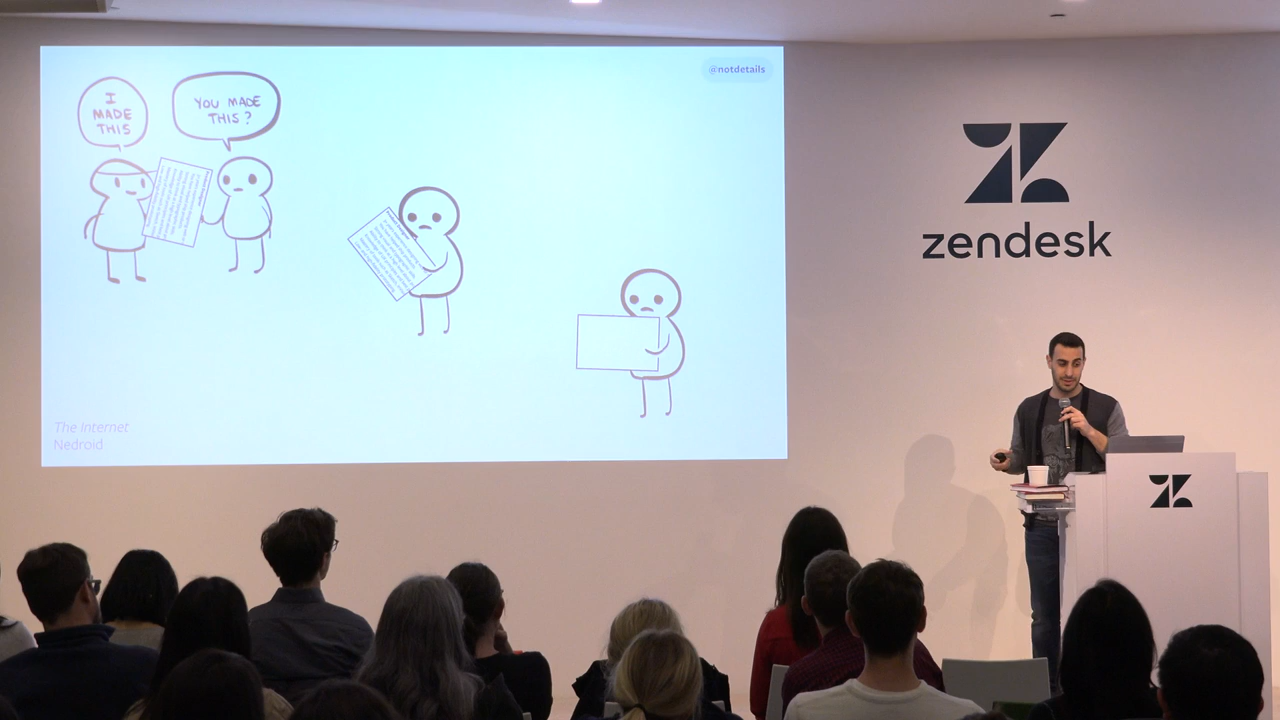 @notdetails
I
MADE
THIS
YOU MADE
THIS?
The Internet
Nedroid
zendesk